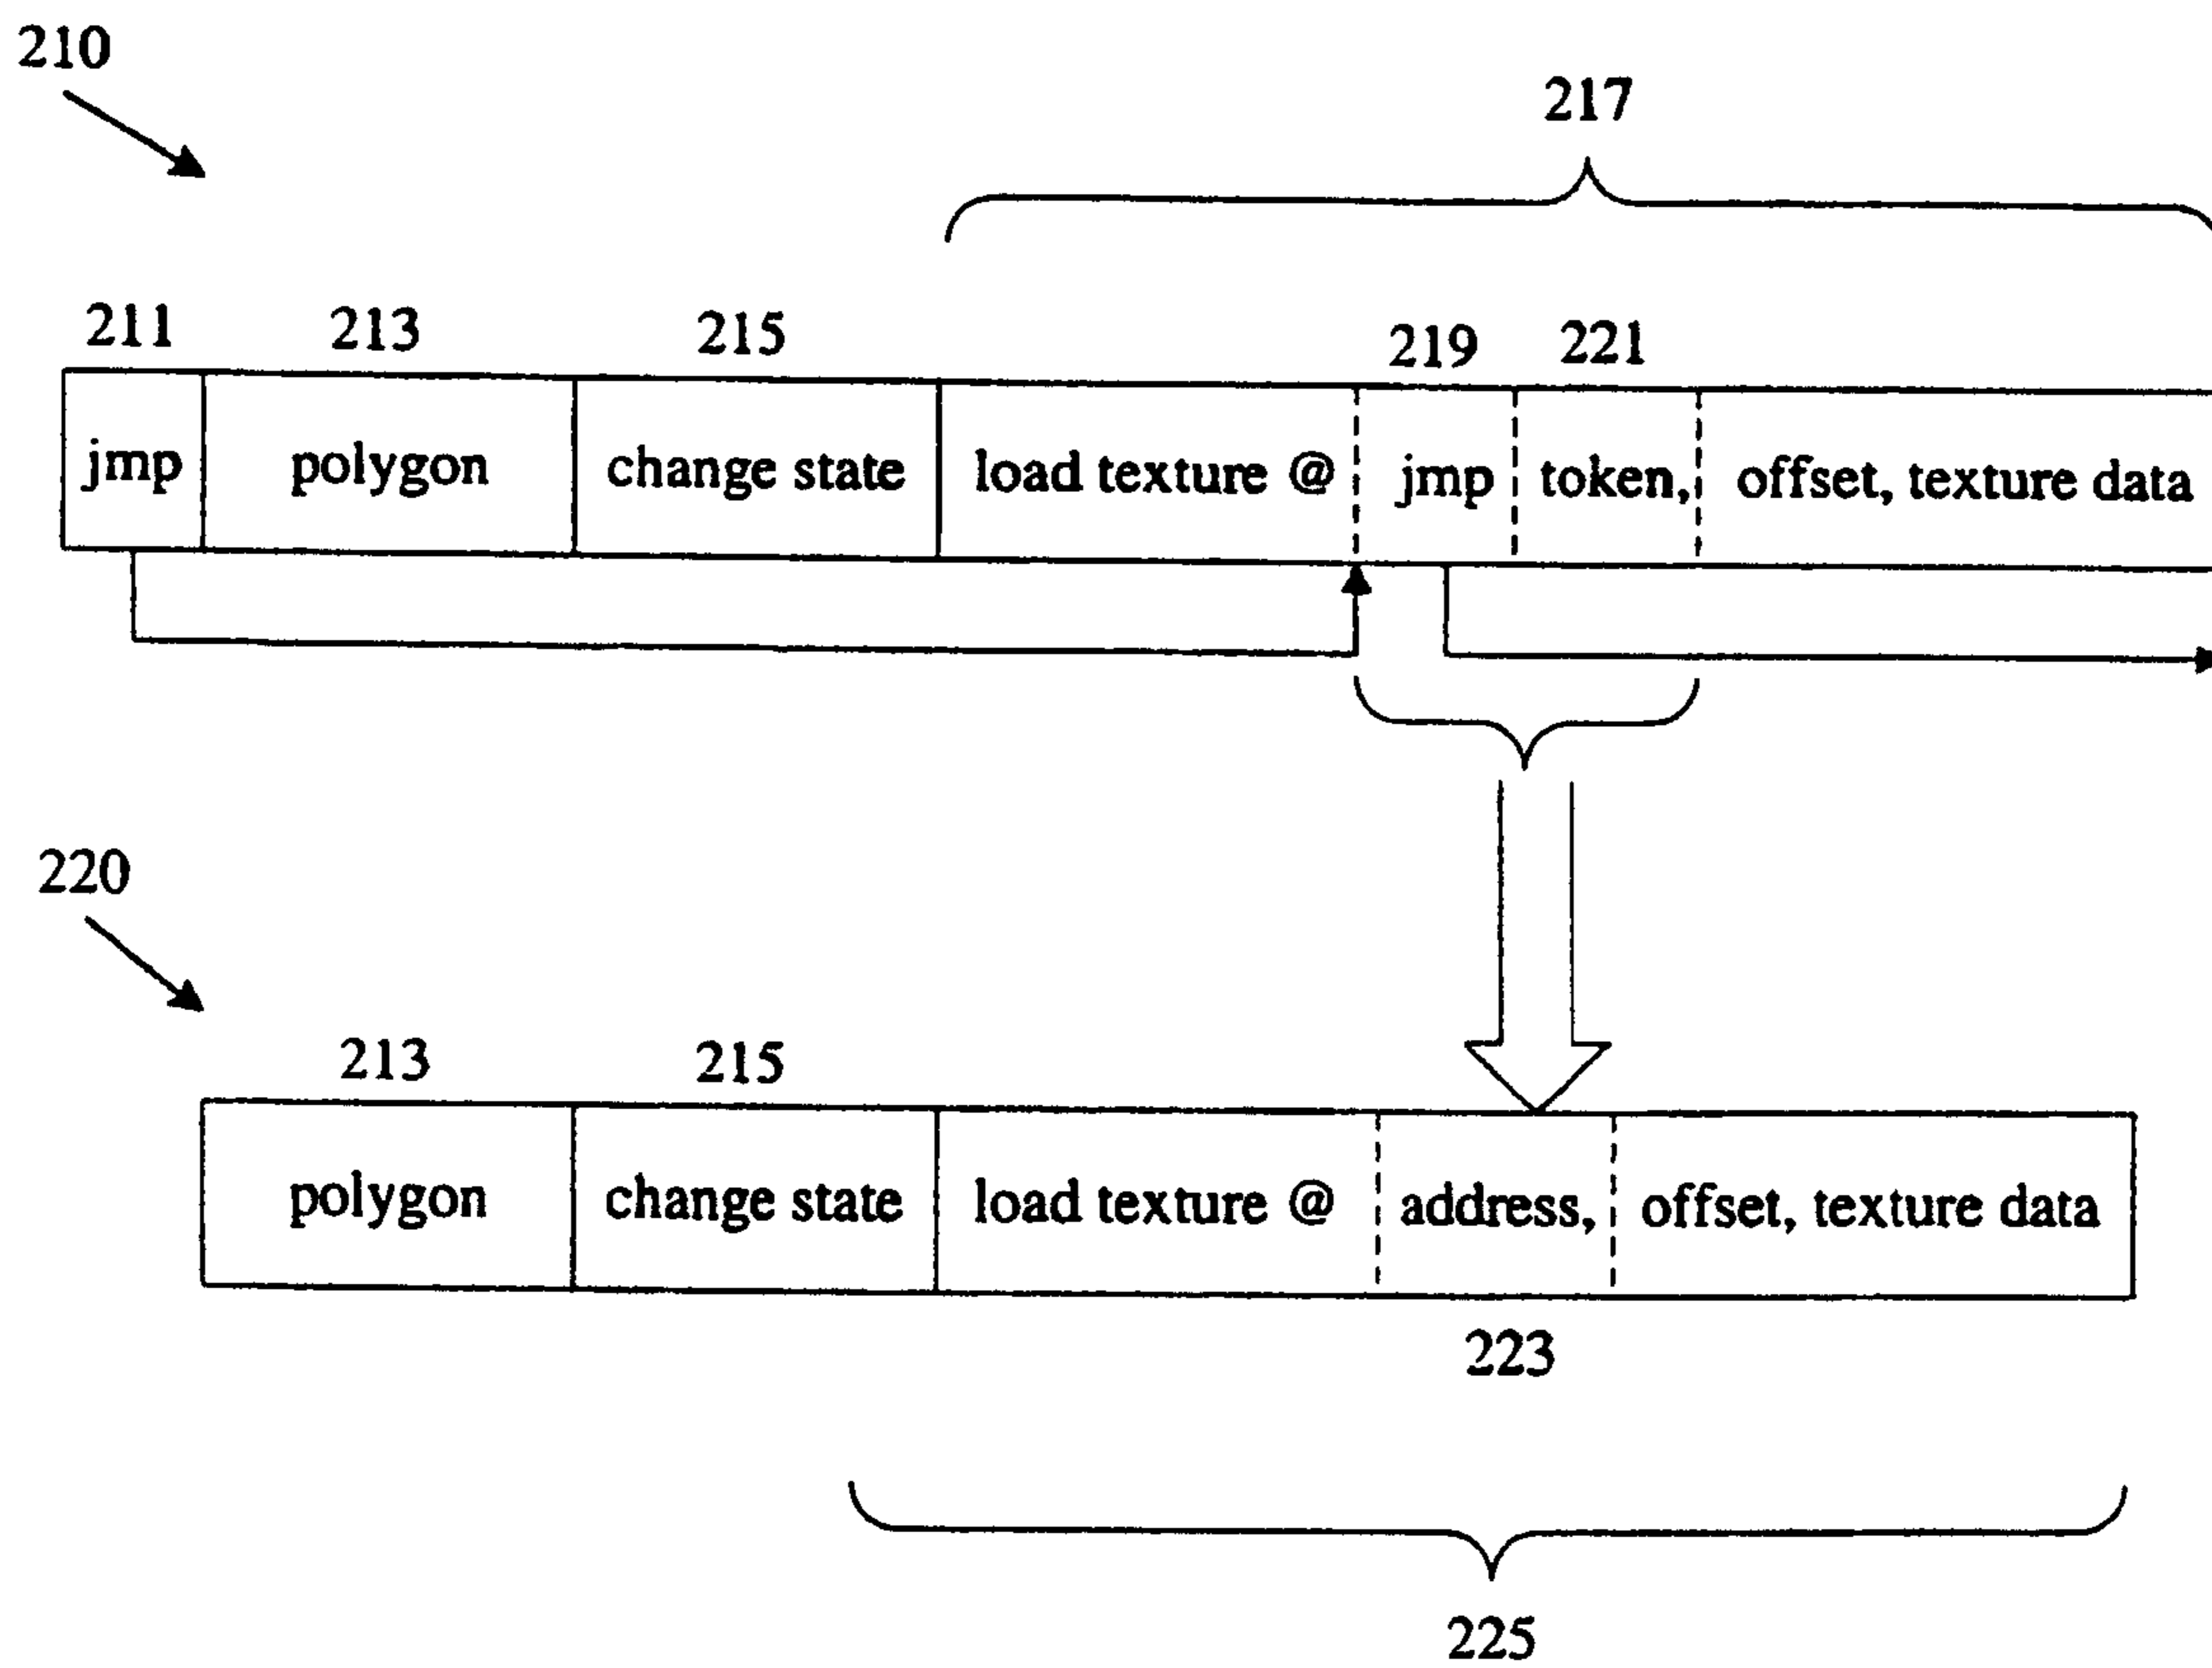 210
217
211 213 215 219 221
jmp polygon change state load texture @ jmp token, offset, texture data
220
213 215
polygon change state load texture @ address, offset, texture data
223
225